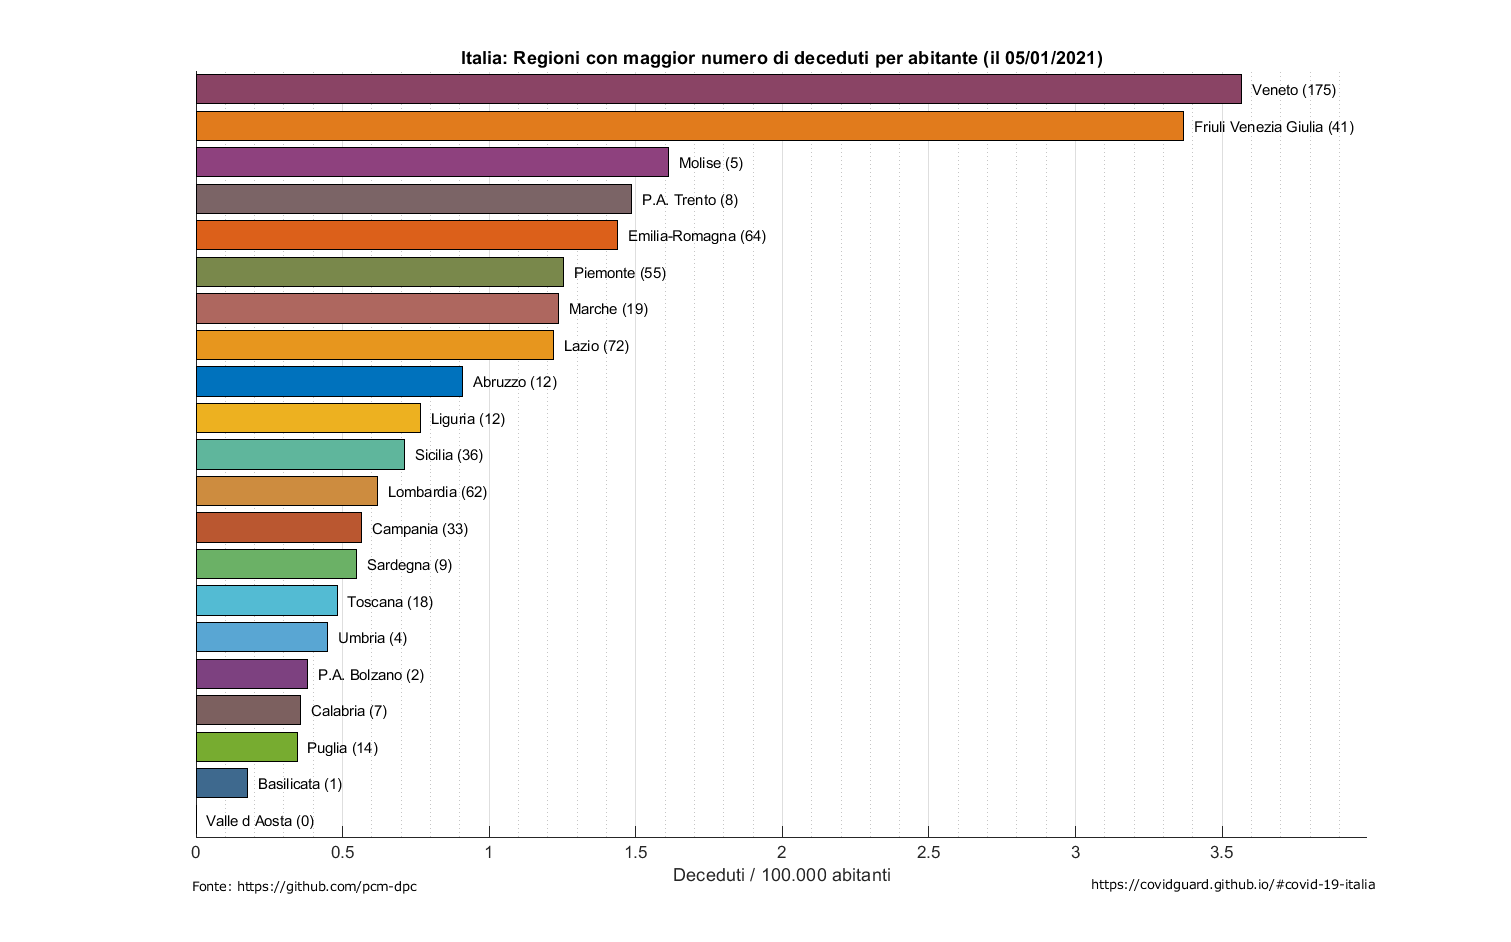 Italia: Regioni con maggior numero di deceduti per abitante (il 05/01/2021)
Veneto (175)
Friuli Venezia Giulia (41)
Molise (5)
P.A. Trento (8)
Emilia-Romagna (64)
Piemonte (55)
Marche (19)
Lazio (72)
Abruzzo (12)
Liguria (12)
Sicilia (36)
Lombardia (62)
Campania (33)
Sardegna (9)
Toscana (18)
Umbria (4)
P.A. Bolzano (2)
Calabria (7)
Puglia (14)
Basilicata (1)
Valle d Aosta (0)
0 0.5 1 1.5 2 2.5 3 3.5
Deceduti / 100.000 abitanti
Fonte: https://github.com/pcm-dpc
https://covidguard.github.io/#covid-19-italia